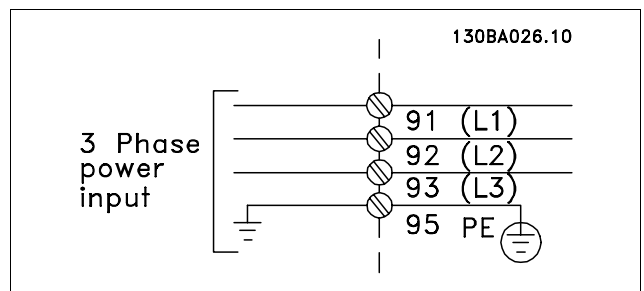 130BA026.10
3 Phase
power
input
91 (L1)
92 (L2)
93 (L3)
95 PE